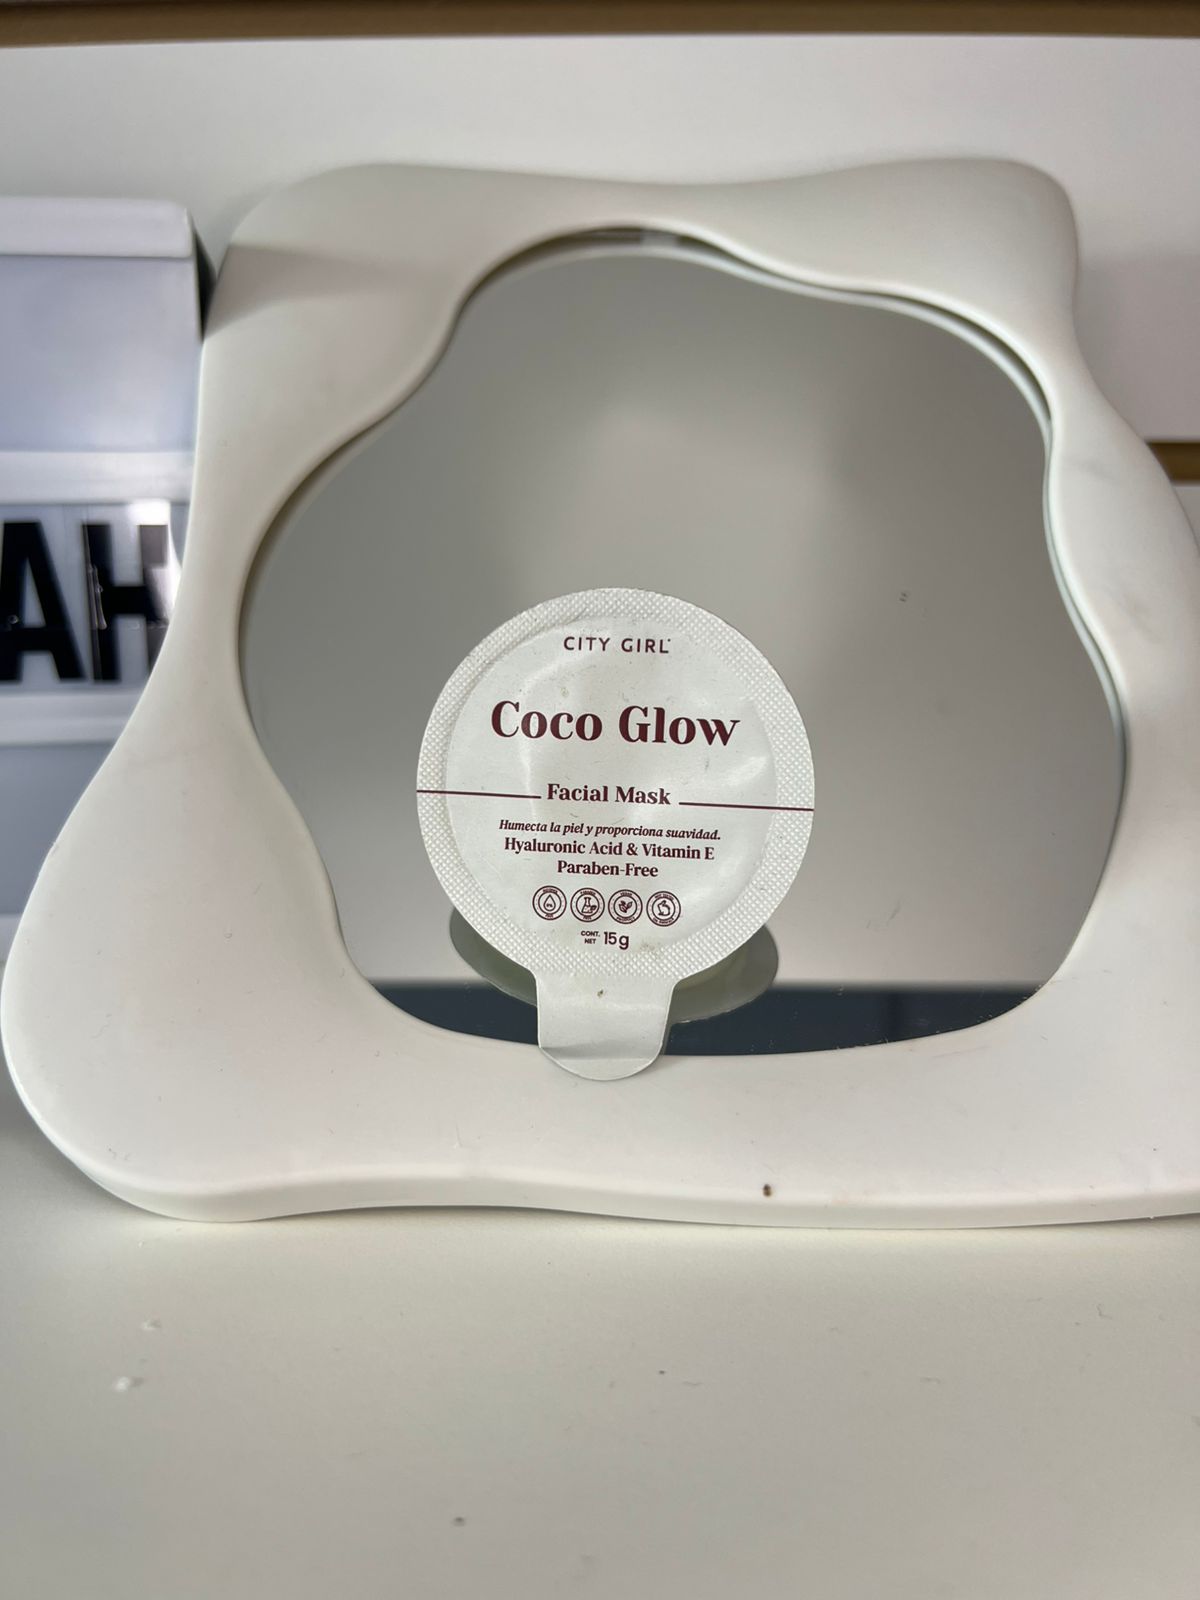 AH
CITY GIRL
Coco Glow
Facial Mask
Humecta la piel y proporciona suavidad.
Hyaluronic Acid & Vitamin E
Paraben-Free
CONT. NET 15g